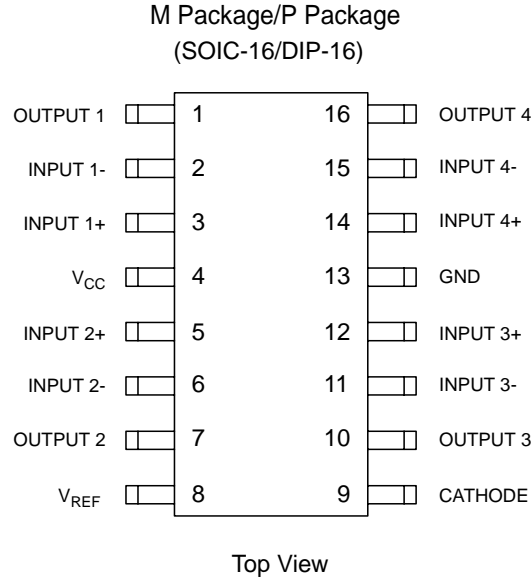 M Package/P Package
(SOIC-16/DIP-16)
OUTPUT 1 1 16 OUTPUT 4
INPUT 1- 2 15 INPUT 4-
INPUT 1+ 3 14 INPUT 4+
VCC 4 13 GND
INPUT 2+ 5 12 INPUT 3+
INPUT 2- 6 11 INPUT 3-
OUTPUT 2 7 10 OUTPUT 3
VREF 8 9 CATHODE
Top View